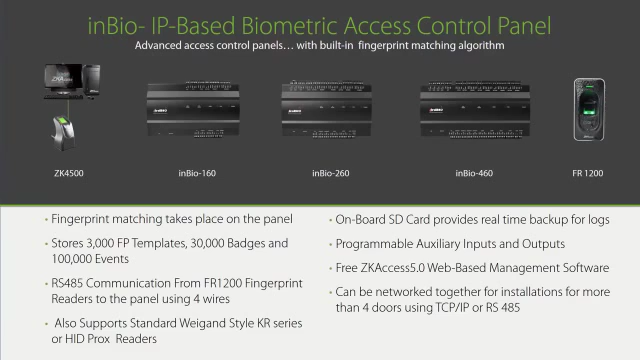 inBio- IP-Based Biometric Access Control Panel
Advanced access control panels… with built-in fingerprint matching algorithm
ZK4500
inBio-160
inBio-260
inBio-460
FR 1200
• Fingerprint matching takes place on the panel
• Stores 3,000 FP Templates, 30,000 Badges and
100,000 Events
• RS485 Communication From FR1200 Fingerprint
Readers to the panel using 4 wires
• Also Supports Standard Weigand Style KR series
or HID Prox Readers
• On-Board SD Card provides real time backup for logs
• Programmable Auxiliary Inputs and Outputs
• Free ZKAccess5.0 Web-Based Management Software
• Can be networked together for installations for more
than 4 doors using TCP/IP or RS 485